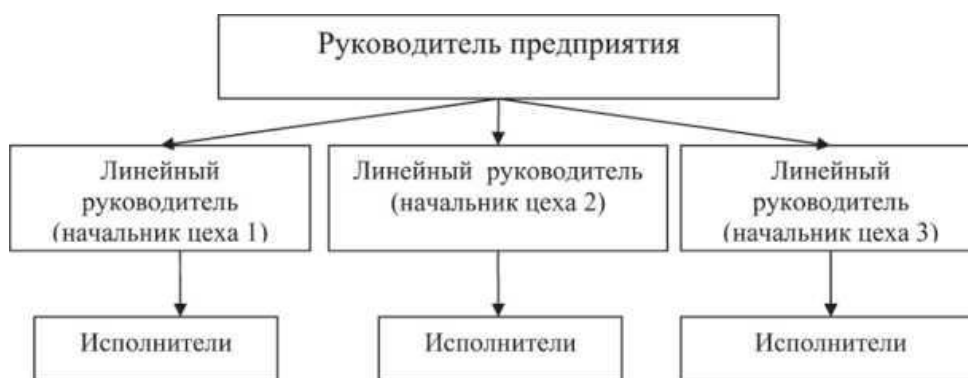 Руководитель предприятия
Линейный
руководитель
(начальник цеха 1)
Линейный руководитель
(начальник цеха 2)
Линейный
руководитель
(начальник цеха 3)
Исполнители
Исполнители
Исполнители